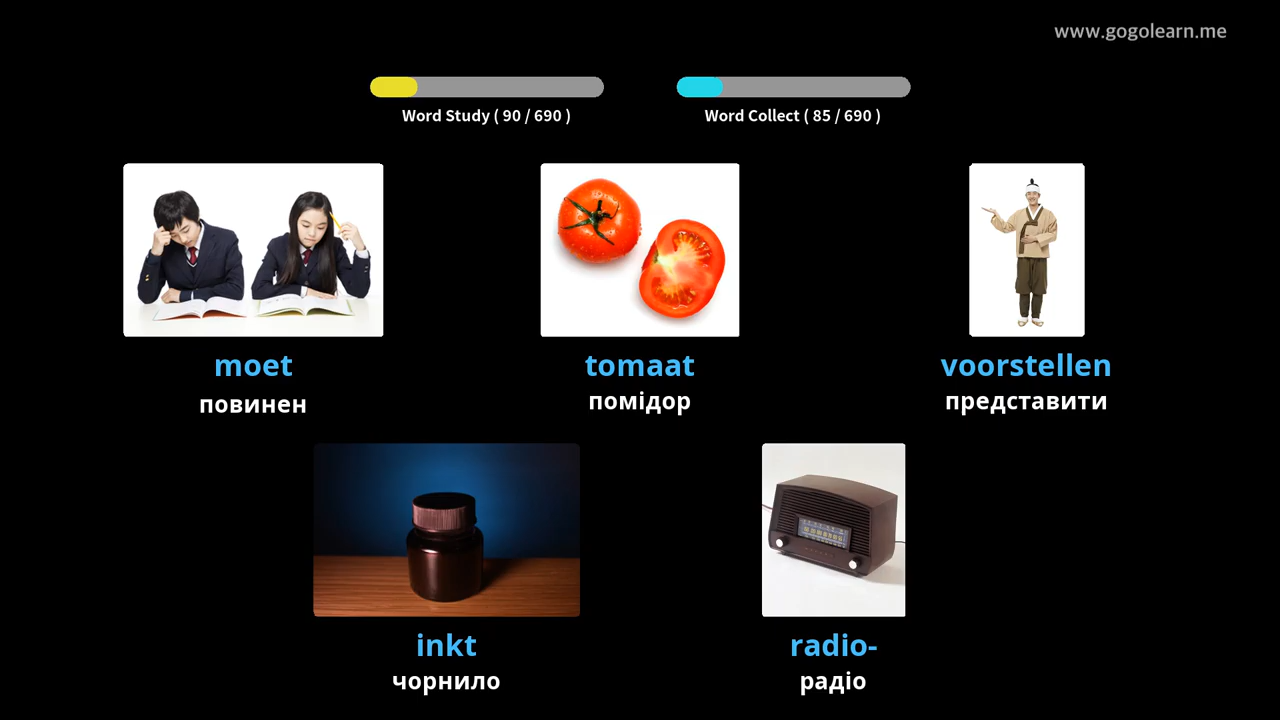 www.gogolearn.me
Word Study ( 90 / 690 )
Word Collect ( 85 / 690 )
moet
повинен
tomaat
помідор
voorstellen
представити
inkt
чорнило
radio-
радіо